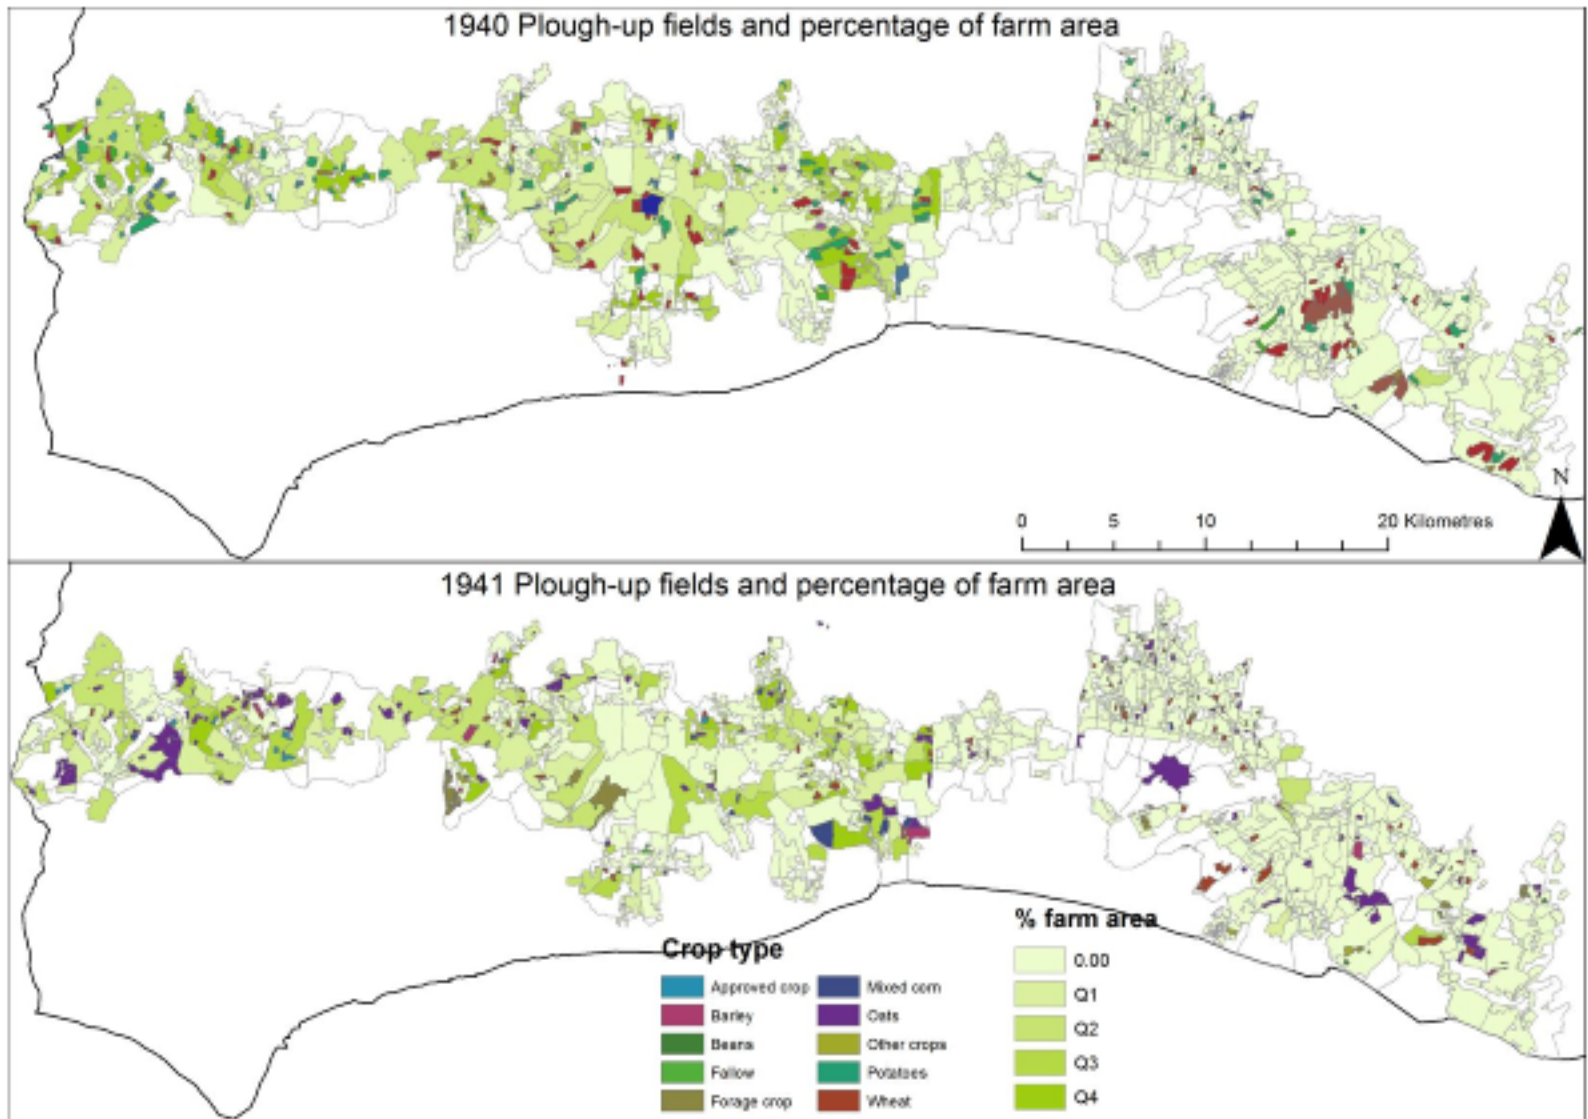 1940 Plough-up fields and percentage of farm area
N
0 5 10 20 Kilometres
1941 Plough-up fields and percentage of farm area
Crop type
Approved crop
Barley
Beans
Fallow
Forage crop
Mixed corn
Oats
Other crops
Potatoes
Wheat
% farm area
0.00
Q1
Q2
Q3
Q4